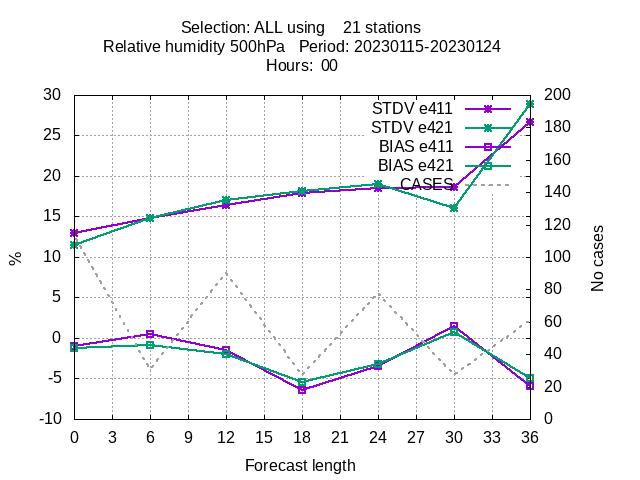 Selection: ALL using    21 stations
Relative humidity 500hPa   Period: 20230115-20230124
Hours:  00
30 200
25 180
20 160
15 140
10 120
5 100
0 80
-5 60
-10 40
20
0
%
No cases
STDV e411
STDV e421
BIAS e411
BIAS e421
CASES
0 3 6 9 12 15 18 21 24 27 30 33 36
Forecast length